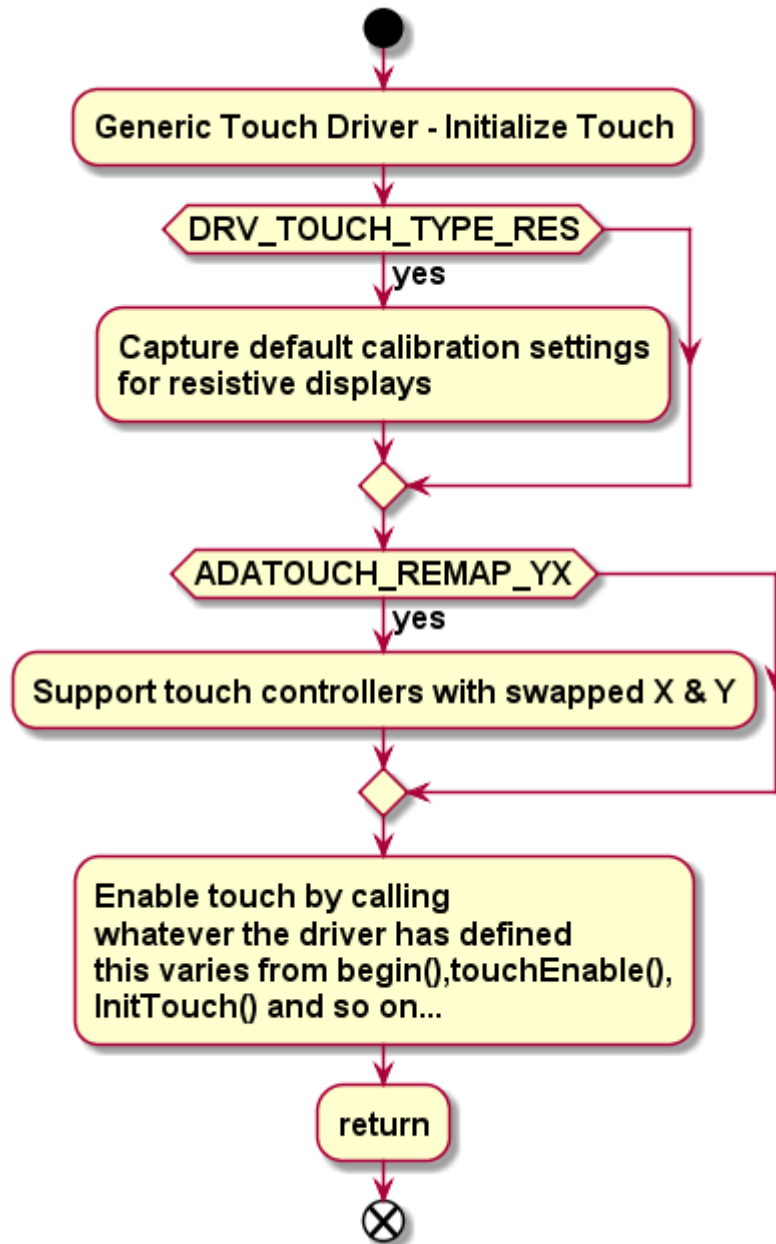 Generic Touch Driver - Initialize Touch
DRV_TOUCH_TYPE_RES
yes
Capture default calibration settings
for resistive displays
ADATOUCH_REMAP_YX
yes
Support touch controllers with swapped X & Y
Enable touch by calling
whatever the driver has defined
this varies from begin(),touchEnable(),
InitTouch() and so on...
return